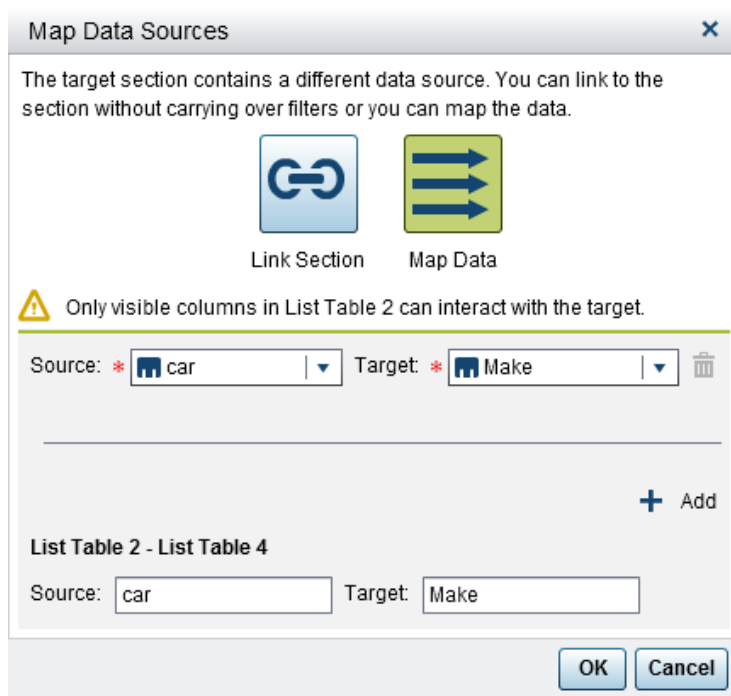 Map Data Sources
The target section contains a different data source. You can link to the
section without carrying over filters or you can map the data.
Link Section Map Data
Only visible columns in List Table 2 can interact with the target.
Source: * car Target: * Make
Add
List Table 2 - List Table 4
Source: car Target: Make
OK Cancel